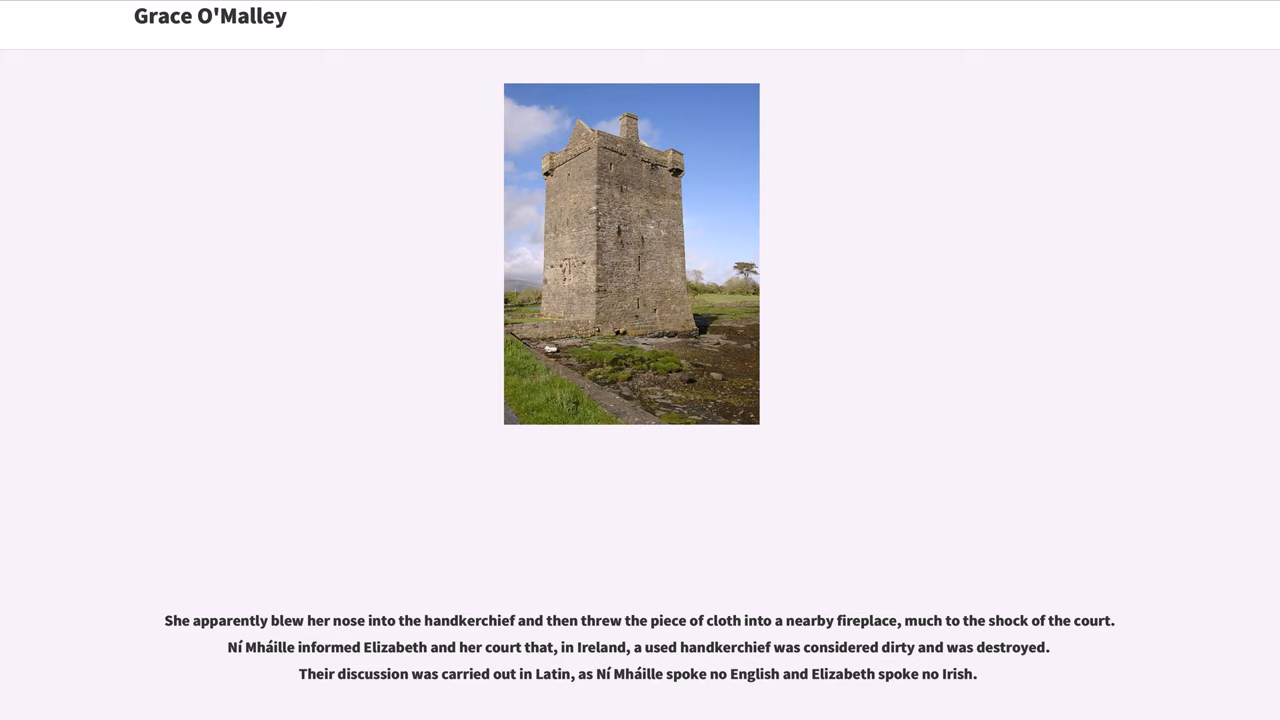 Grace O'Malley
She apparently blew her nose into the handkerchief and then threw the piece of cloth into a nearby fireplace, much to the shock of the court.
Ní Mháille informed Elizabeth and her court that, in Ireland, a used handkerchief was considered dirty and was destroyed.
Their discussion was carried out in Latin, as Ní Mháille spoke no English and Elizabeth spoke no Irish.